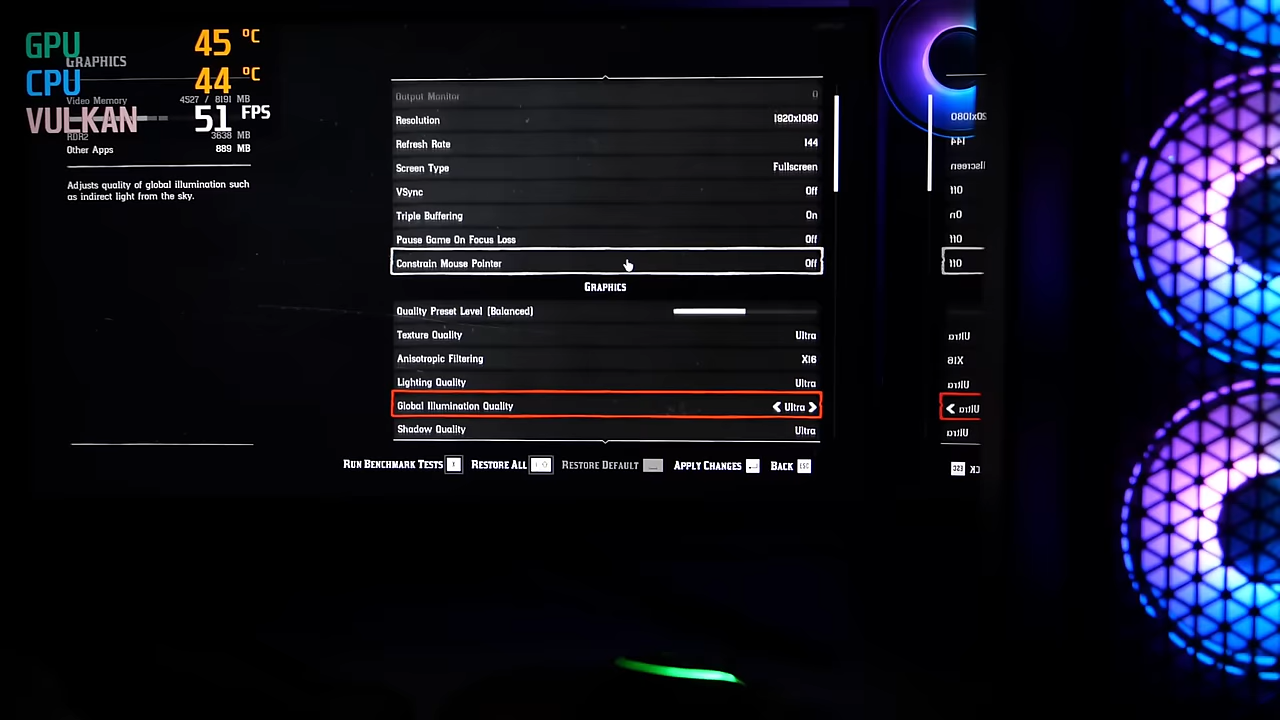 GPU 45 °C
GRAPHICS
CPU 44 °C
Video Memory 4527 / 8191 MB
VULKAN 51 FPS
RDR2 3638 MB
Other Apps 889 MB
Adjusts quality of global illumination such
as indirect light from the sky.
Output Monitor 0
Resolution 1920x1080
Refresh Rate 144
Screen Type Fullscreen
VSync Off
Triple Buffering On
Pause Game On Focus Loss Off
Constrain Mouse Pointer Off
GRAPHICS
Quality Preset Level (Balanced)
Texture Quality Ultra
Anisotropic Filtering X16
Lighting Quality Ultra
Global Illumination Quality Ultra
Shadow Quality Ultra
RUN BENCHMARK TESTS X RESTORE ALL RESTORE DEFAULT APPLY CHANGES BACK ESC